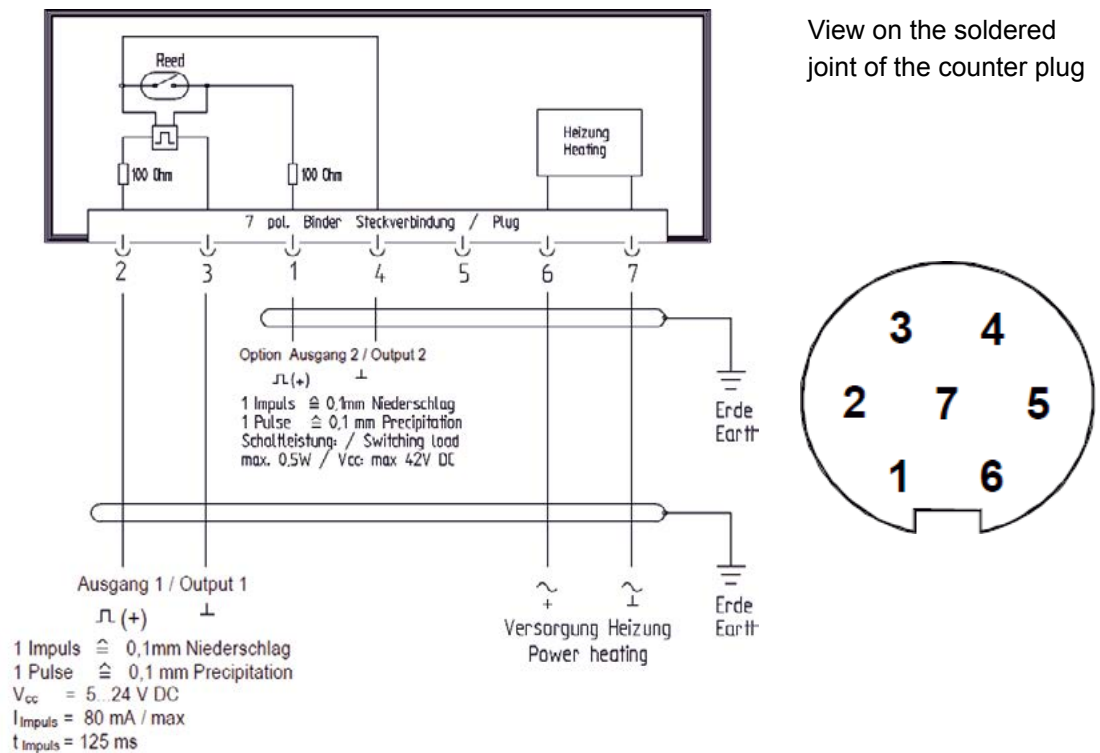 View on the soldered
joint of the counter plug
Reed
100 Ohm
100 Ohm
Heizung
Heating
7 pol. Binder Steckverbindung / Plug
2 3 1 4 5 6 7
Option Ausgang 2 / Output 2
(+) ⊥
1 Impuls ≙ 0,1mm Niederschlag
1 Pulse ≙ 0,1 mm Precipitation
Schaltleistung: / Switching load
max. 0,5W / Vcc: max 42V DC
Erde
Earth
Ausgang 1 / Output 1
(+) ⊥
1 Impuls ≙ 0,1mm Niederschlag
1 Pulse ≙ 0,1 mm Precipitation
Vcc = 5...24 V DC
I Impuls = 80 mA / max
t Impuls = 125 ms
~ ~
+ ⊥
Versorgung Heizung
Power heating
Erde
Earth
3 4
2 7 5
1 6